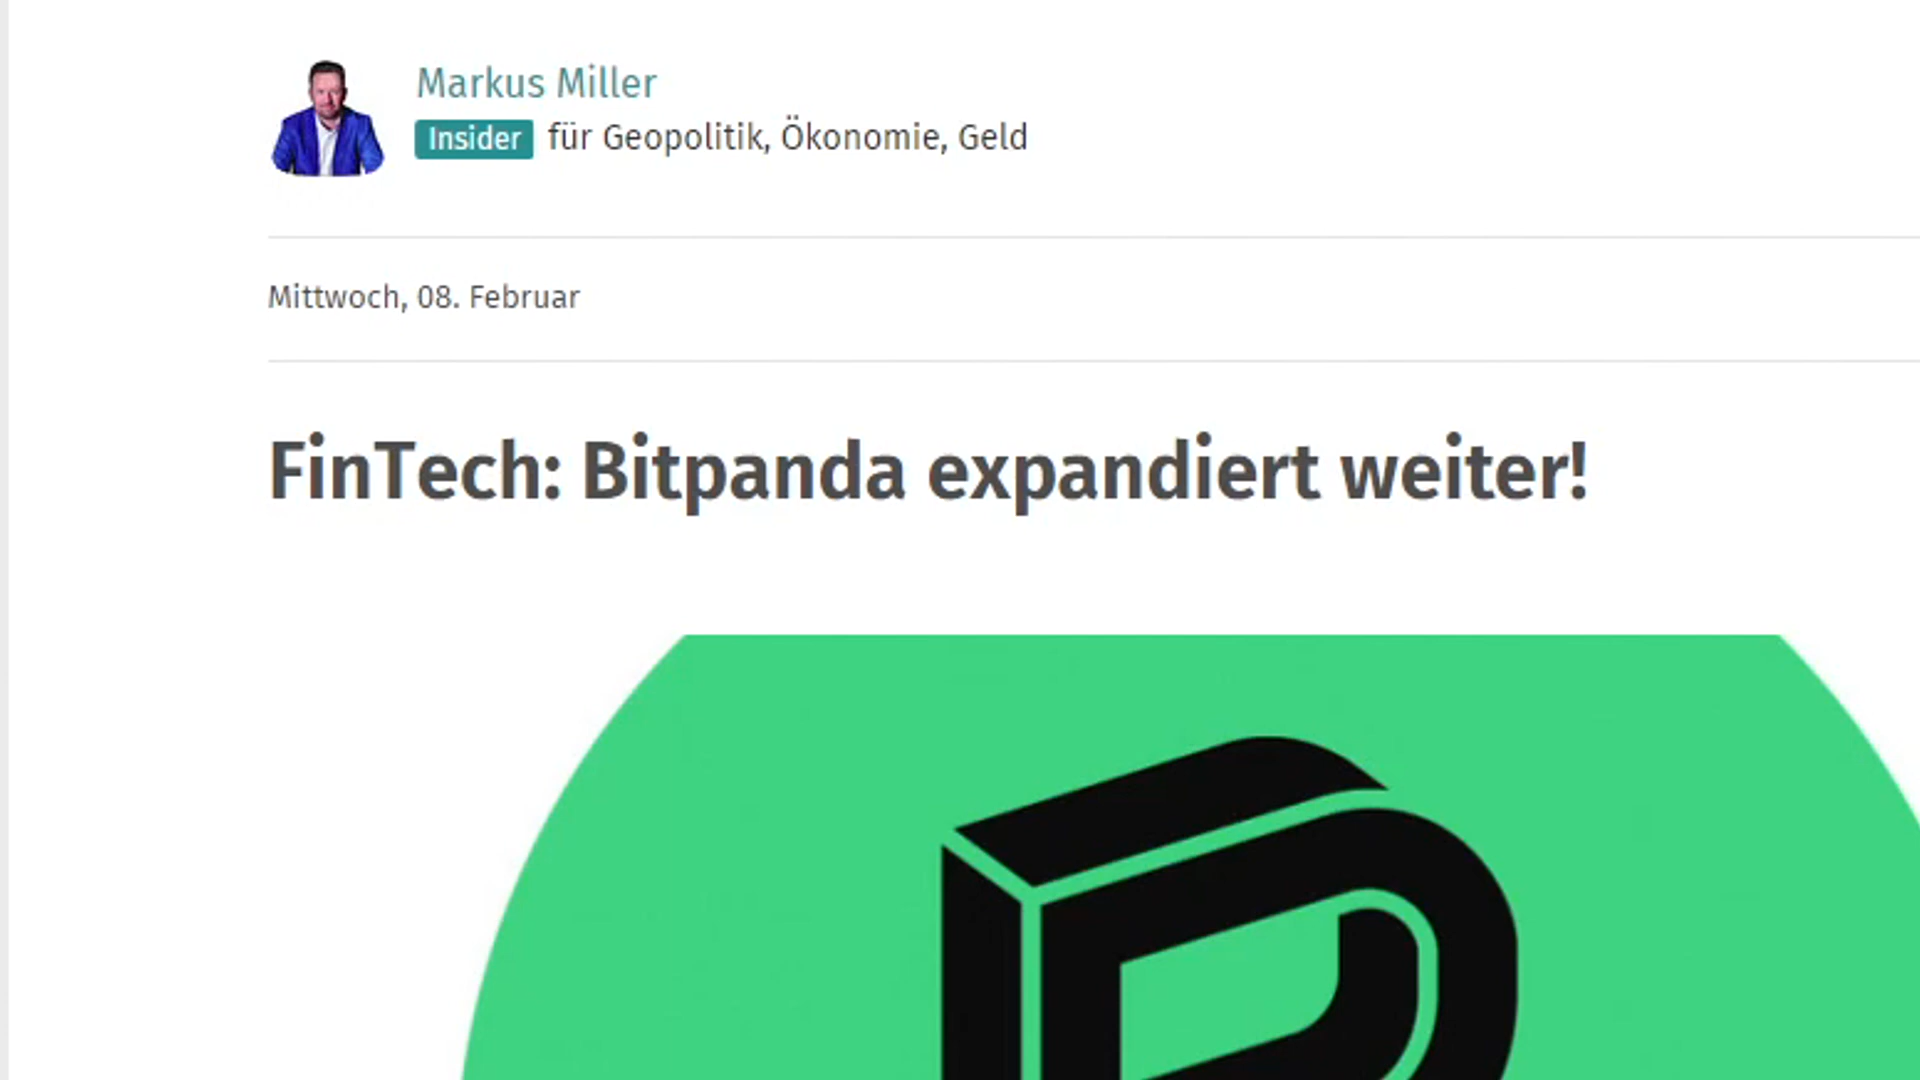 Markus Miller
Insider für Geopolitik, Ökonomie, Geld
Mittwoch, 08. Februar
FinTech: Bitpanda expandiert weiter!